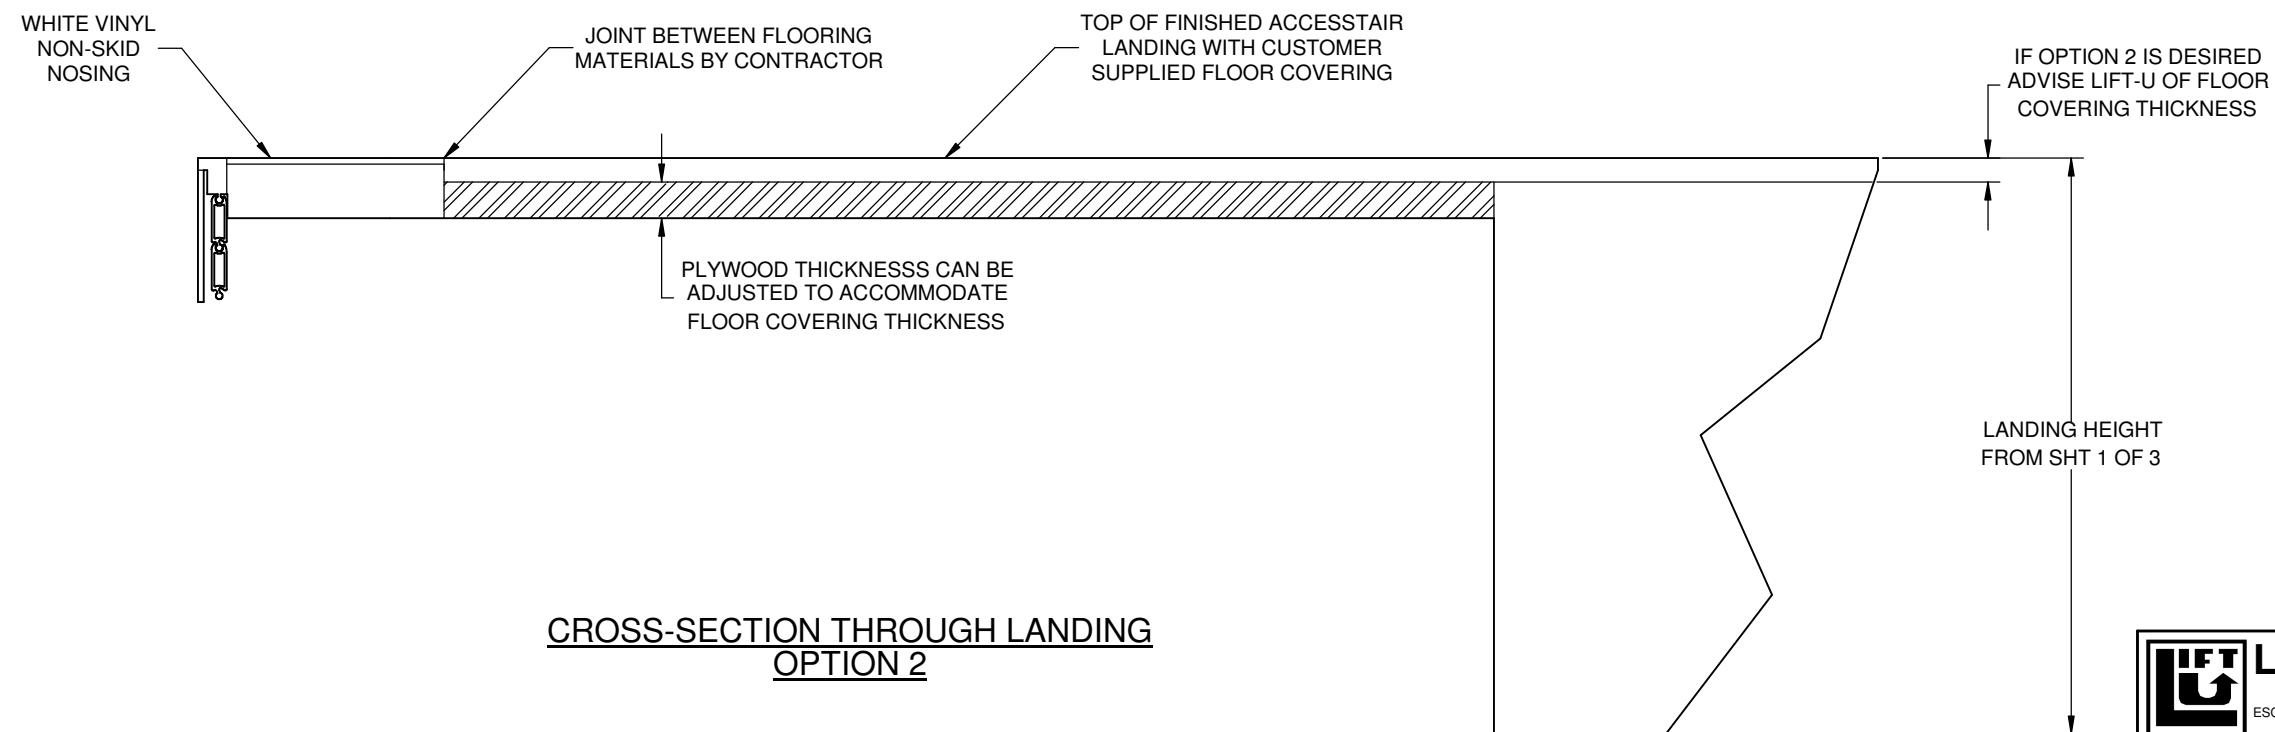 WHITE VINYL
NON-SKID
NOSING
JOINT BETWEEN FLOORING
MATERIALS BY CONTRACTOR
TOP OF FINISHED ACCESSTAIR
LANDING WITH CUSTOMER
SUPPLIED FLOOR COVERING
IF OPTION 2 IS DESIRED
ADVISE LIFT-U OF FLOOR
COVERING THICKNESS
PLYWOOD THICKNESSS CAN BE
ADJUSTED TO ACCOMMODATE
FLOOR COVERING THICKNESS
LANDING HEIGHT
FROM SHT 1 OF 3
CROSS-SECTION THROUGH LANDING
OPTION 2
LIFT
U
L